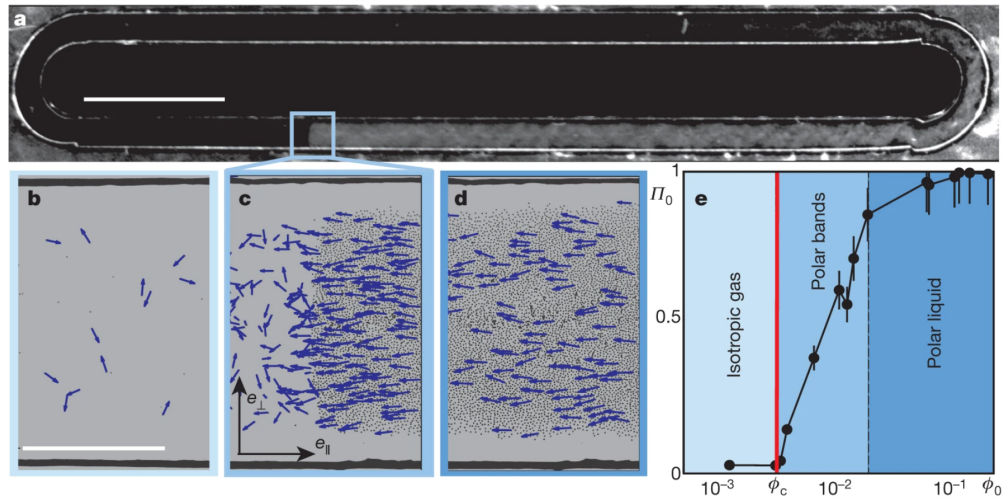 a
b
c
d
e⊥
e∥
e
Π₀
1
0.5
0
Isotropic gas
Polar bands
Polar liquid
10⁻³
ϕc
10⁻²
10⁻¹
ϕ₀